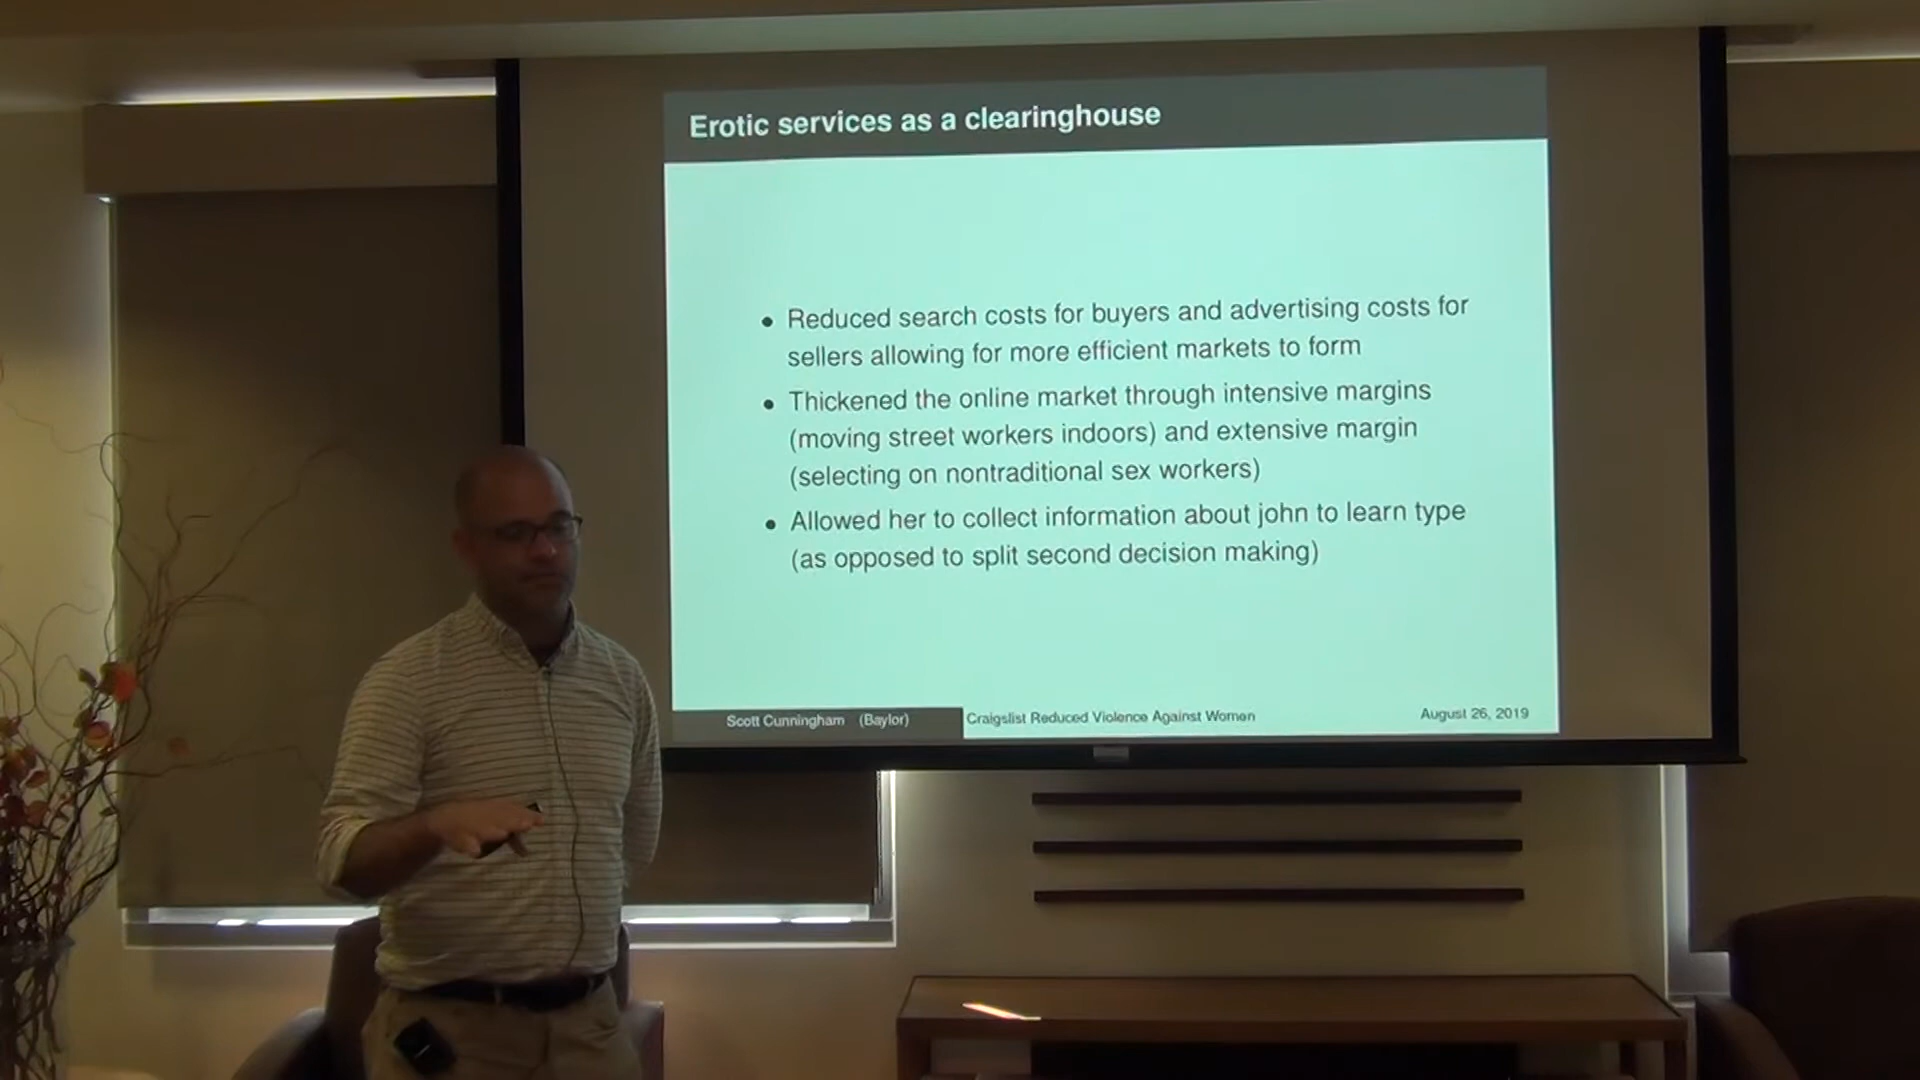 Erotic services as a clearinghouse
• Reduced search costs for buyers and advertising costs for
sellers allowing for more efficient markets to form
• Thickened the online market through intensive margins
(moving street workers indoors) and extensive margin
(selecting on nontraditional sex workers)
• Allowed her to collect information about john to learn type
(as opposed to split second decision making)
Scott Cunningham (Baylor) Craigslist Reduced Violence Against Women August 26, 2019